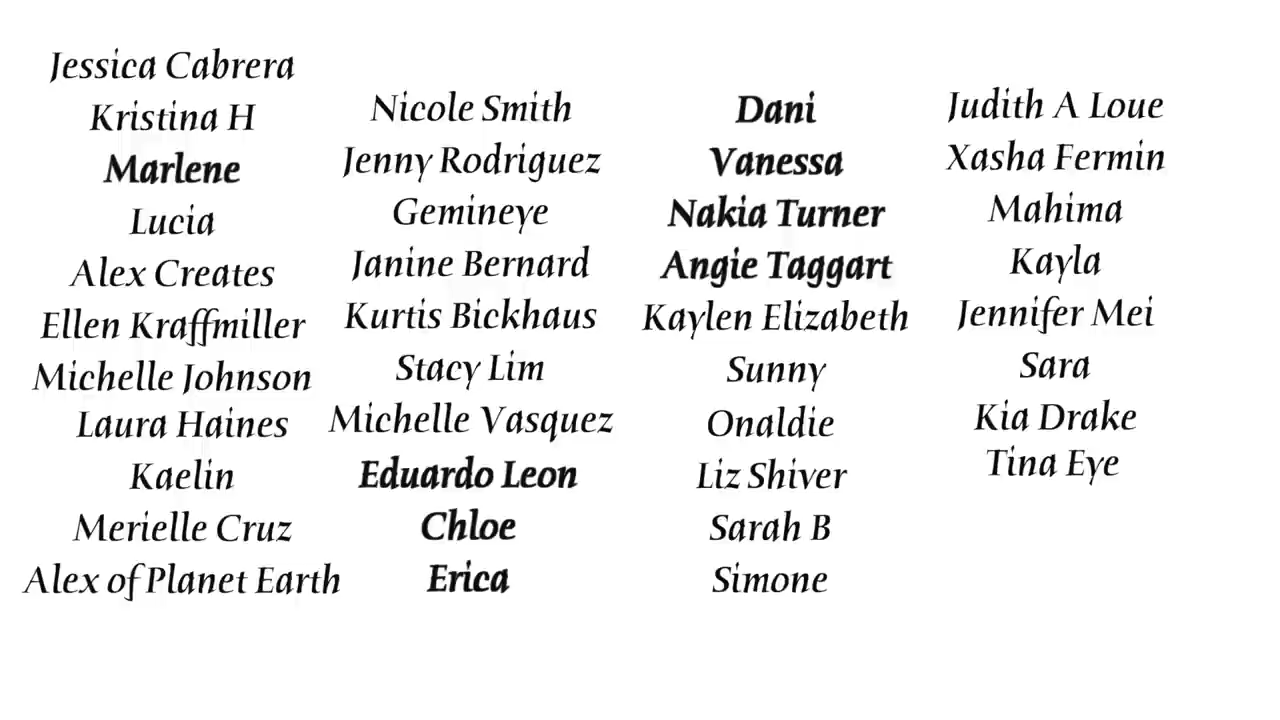 Jessica Cabrera
Kristina H
Marlene
Lucia
Alex Creates
Ellen Kraffmiller
Michelle Johnson
Laura Haines
Kaelin
Merielle Cruz
Alex of Planet Earth
Nicole Smith
Jenny Rodriguez
Gemineye
Janine Bernard
Kurtis Bickhaus
Stacy Lim
Michelle Vasquez
Eduardo Leon
Chloe
Erica
Dani
Vanessa
Nakia Turner
Angie Taggart
Kaylen Elizabeth
Sunny
Onaldie
Liz Shiver
Sarah B
Simone
Judith A Loue
Xasha Fermin
Mahima
Kayla
Jennifer Mei
Sara
Kia Drake
Tina Eye